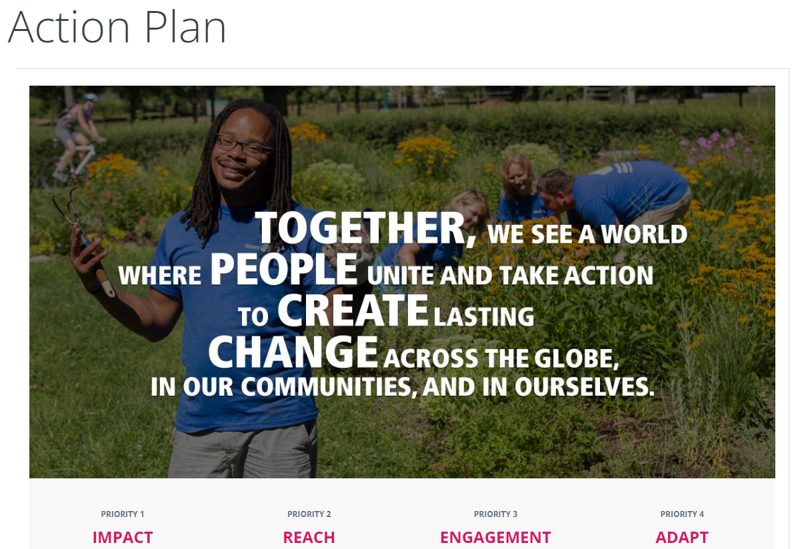 Action Plan
TOGETHER, WE SEE A WORLD
WHERE PEOPLE UNITE AND TAKE ACTION
TO CREATE LASTING
CHANGE ACROSS THE GLOBE,
IN OUR COMMUNITIES, AND IN OURSELVES.
PRIORITY 1 PRIORITY 2 PRIORITY 3 PRIORITY 4
IMPACT REACH ENGAGEMENT ADAPT